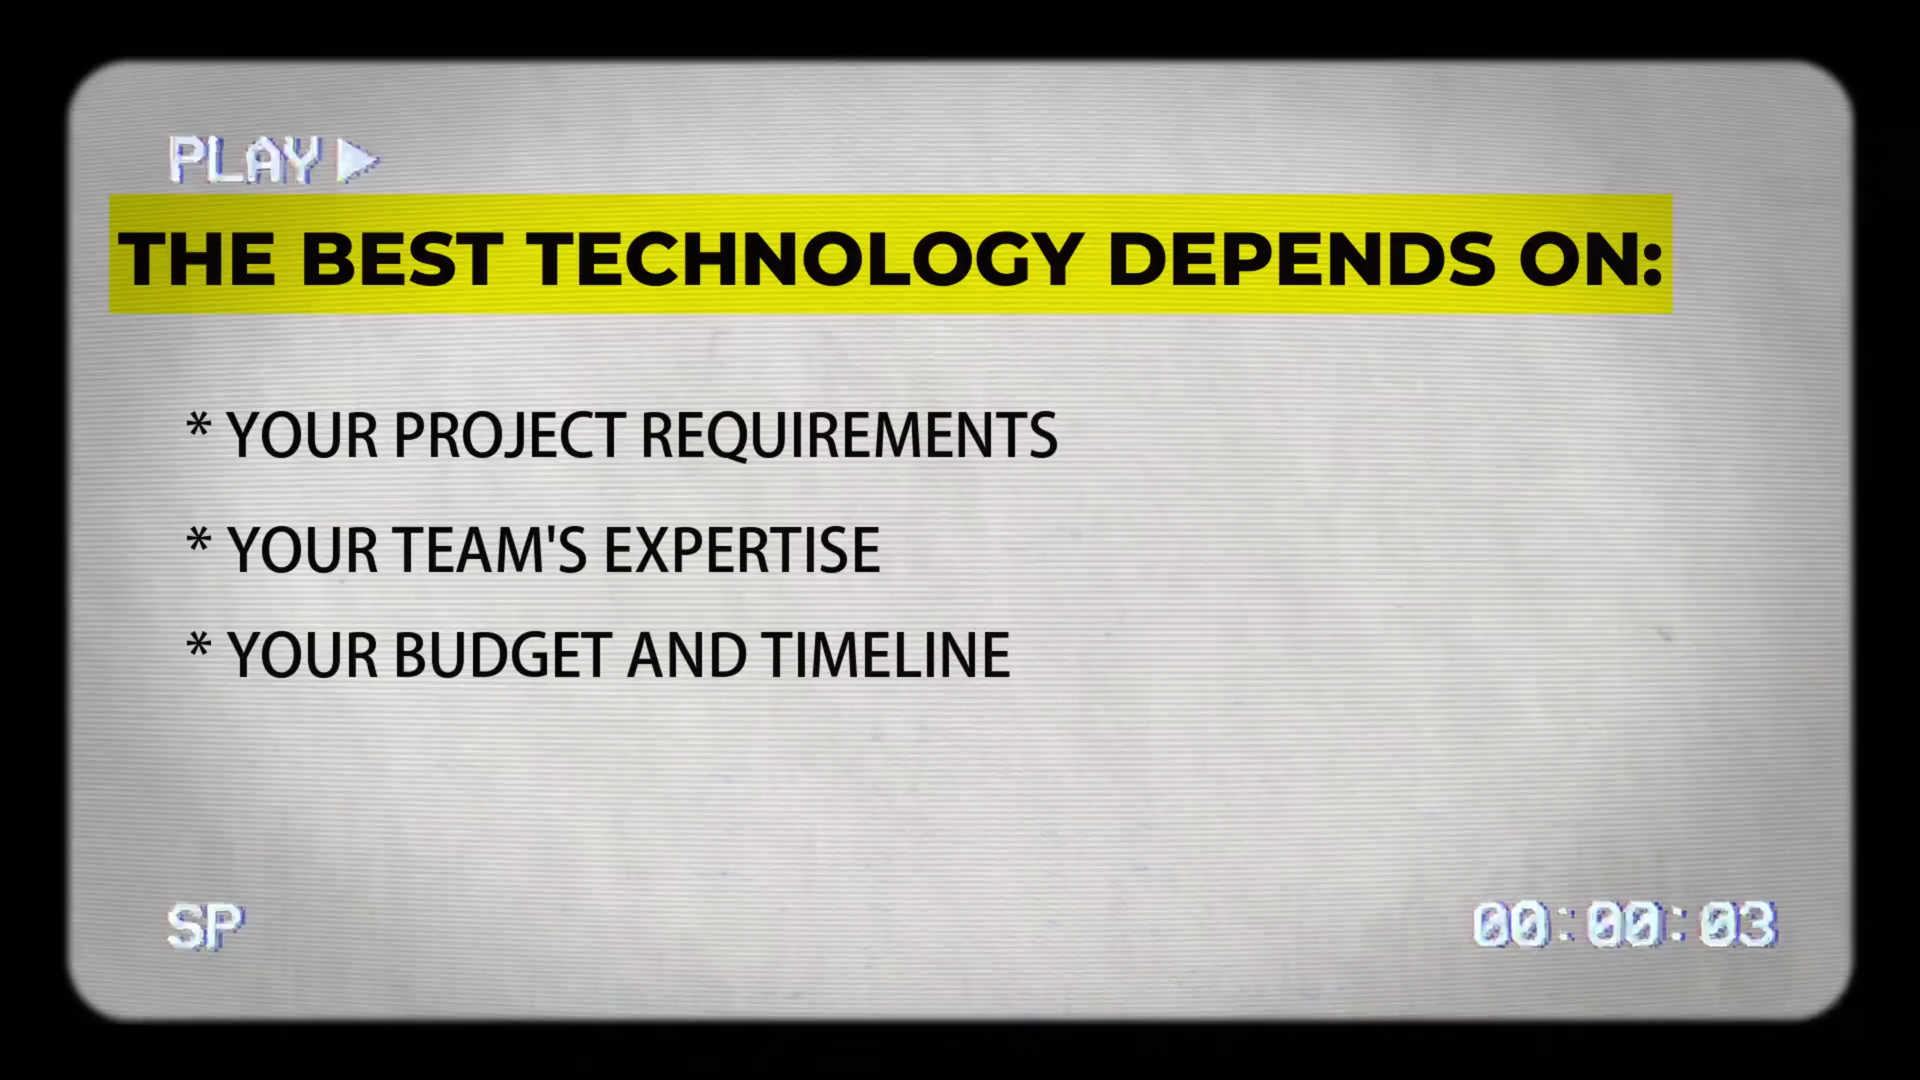 PLAY ▶
THE BEST TECHNOLOGY DEPENDS ON:
* YOUR PROJECT REQUIREMENTS
* YOUR TEAM'S EXPERTISE
* YOUR BUDGET AND TIMELINE
SP
00:00:03